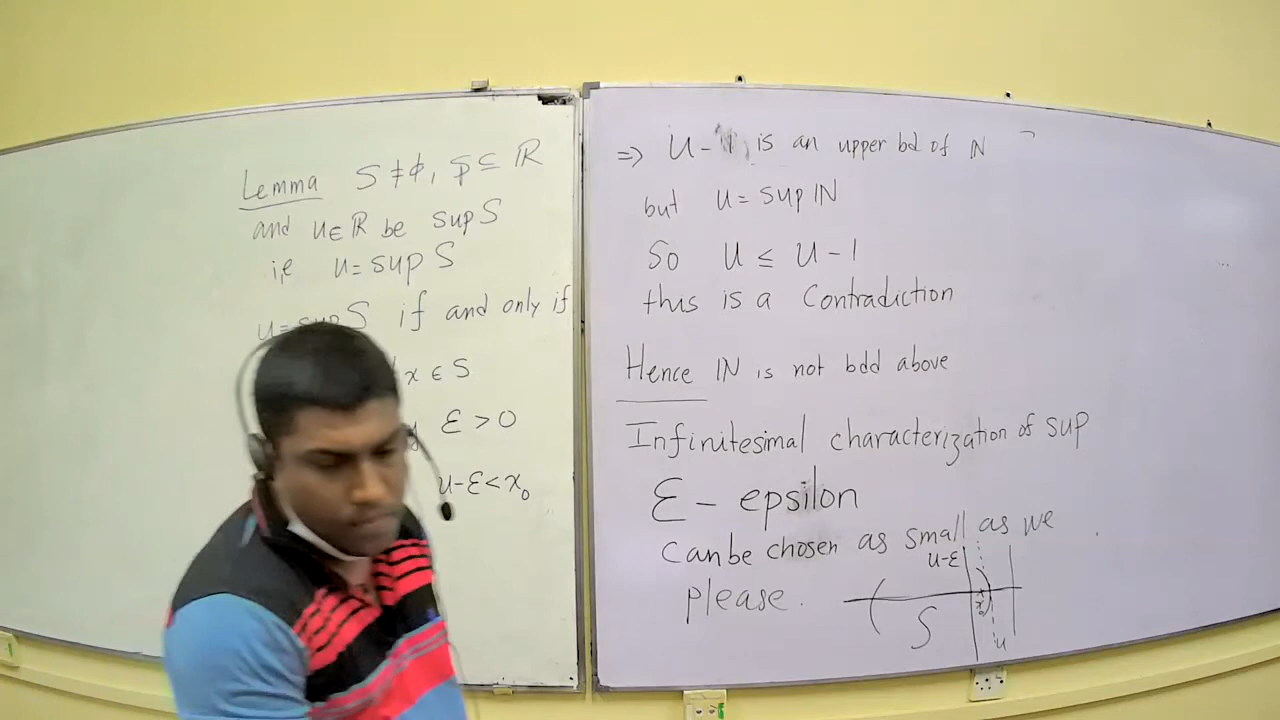 Lemma S ≠ ϕ, S ⊆ ℝ
and u ∈ ℝ be sup S
i,e u = sup S
u = sup S if and only if
x ∈ S
ε > 0
u-ε < x₀
⇒ u - 1 is an upper bd of ℕ
but u = sup ℕ
So u ≤ u - 1
this is a Contradiction
Hence ℕ is not bdd above
Infinitesimal characterization of sup
ε - epsilon
can be chosen as small as we
please.
u-ε
x₀
S
u